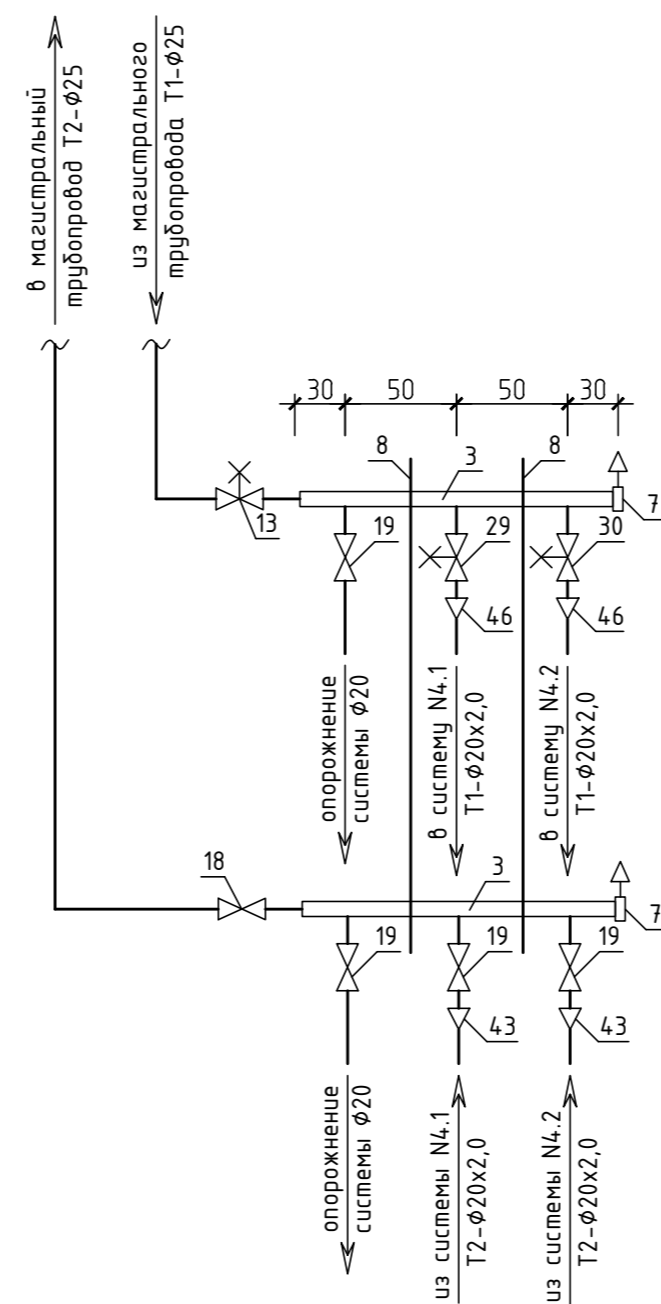 в магистральный
трубопровод Т2-ф25
из магистрального
трубопровода Т1-ф25
30 50 50 30
8 3 8
7
13 19 29 30
46 46
опорожнение
системы ф20
в систему N4.1
Т1-ф20х2,0
в систему N4.2
Т1-ф20х2,0
18 3
7
19 19 19
43 43
опорожнение
системы ф20
из системы N4.1
Т2-ф20х2,0
из системы N4.2
Т2-ф20х2,0